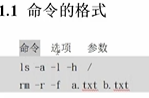 1.1 命令的格式
命令 选项 参数
ls -a -l -h /
rm -r -f a.txt b.txt